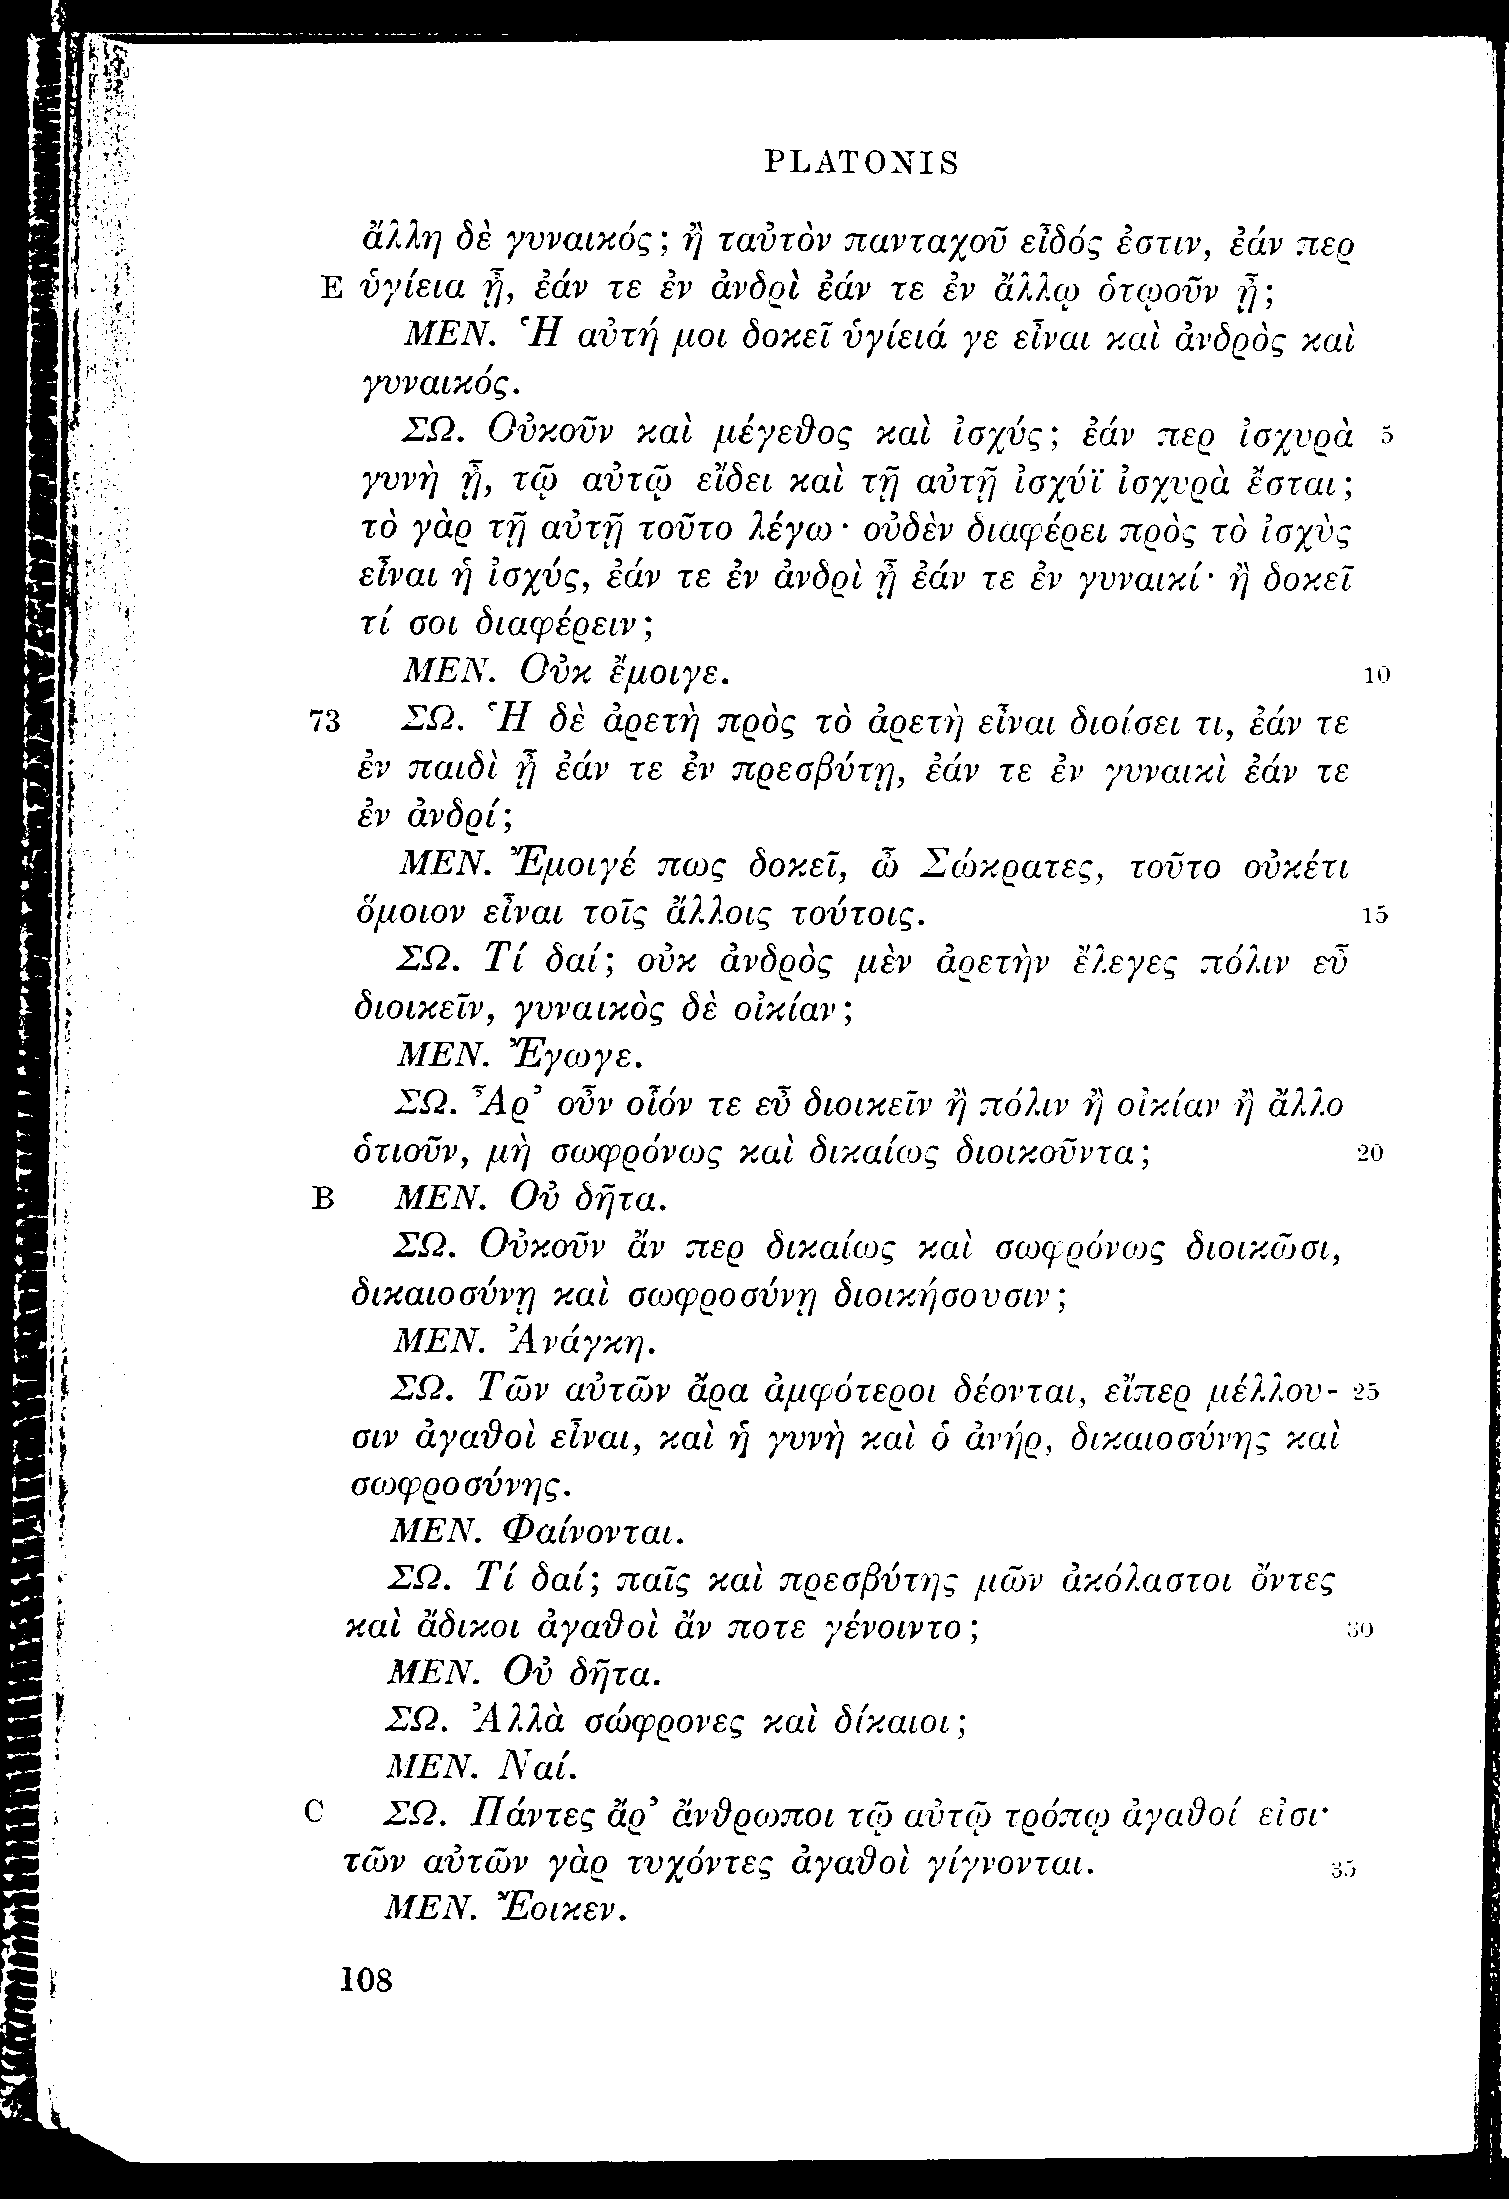 PLATONIS
ἄλλη δὲ γυναικός; ἢ ταὐτὸν πανταχοῦ εἶδός ἐστιν, ἐάν περ
E ὑγίεια ᾖ, ἐάν τε ἐν ἀνδρὶ ἐάν τε ἐν ἄλλῳ ὁτῳοῦν ᾖ;
ΜΕΝ. Ἡ αὐτή μοι δοκεῖ ὑγίειά γε εἶναι καὶ ἀνδρὸς καὶ
γυναικός.
ΣΩ. Οὐκοῦν καὶ μέγεθος καὶ ἰσχύς; ἐάν περ ἰσχυρὰ 5
γυνὴ ᾖ, τῷ αὐτῷ εἴδει καὶ τῇ αὐτῇ ἰσχύϊ ἰσχυρὰ ἔσται;
τὸ γὰρ τῇ αὐτῇ τοῦτο λέγω· οὐδὲν διαφέρει πρὸς τὸ ἰσχὺς
εἶναι ἡ ἰσχύς, ἐάν τε ἐν ἀνδρὶ ᾖ ἐάν τε ἐν γυναικί· ἢ δοκεῖ
τί σοι διαφέρειν;
ΜΕΝ. Οὐκ ἔμοιγε. 10
73 ΣΩ. Ἡ δὲ ἀρετὴ πρὸς τὸ ἀρετὴ εἶναι διοίσει τι, ἐάν τε
ἐν παιδὶ ᾖ ἐάν τε ἐν πρεσβύτῃ, ἐάν τε ἐν γυναικὶ ἐάν τε
ἐν ἀνδρί;
ΜΕΝ. Ἔμοιγέ πως δοκεῖ, ὦ Σώκρατες, τοῦτο οὐκέτι
ὅμοιον εἶναι τοῖς ἄλλοις τούτοις. 15
ΣΩ. Τί δαί; οὐκ ἀνδρὸς μὲν ἀρετὴν ἔλεγες πόλιν εὖ
διοικεῖν, γυναικὸς δὲ οἰκίαν;
ΜΕΝ. Ἔγωγε.
ΣΩ. Ἆρ’ οὖν οἷόν τε εὖ διοικεῖν ἢ πόλιν ἢ οἰκίαν ἢ ἄλλο
ὁτιοῦν, μὴ σωφρόνως καὶ δικαίως διοικοῦντα; 20
B ΜΕΝ. Οὐ δῆτα.
ΣΩ. Οὐκοῦν ἄν περ δικαίως καὶ σωφρόνως διοικῶσι,
δικαιοσύνῃ καὶ σωφροσύνῃ διοικήσουσιν;
ΜΕΝ. Ἀνάγκη.
ΣΩ. Τῶν αὐτῶν ἄρα ἀμφότεροι δέονται, εἴπερ μέλλου- 25
σιν ἀγαθοὶ εἶναι, καὶ ἡ γυνὴ καὶ ὁ ἀνήρ, δικαιοσύνης καὶ
σωφροσύνης.
ΜΕΝ. Φαίνονται.
ΣΩ. Τί δαί; παῖς καὶ πρεσβύτης μῶν ἀκόλαστοι ὄντες
καὶ ἄδικοι ἀγαθοὶ ἄν ποτε γένοιντο; 30
ΜΕΝ. Οὐ δῆτα.
ΣΩ. Ἀλλὰ σώφρονες καὶ δίκαιοι;
ΜΕΝ. Ναί.
C ΣΩ. Πάντες ἄρ’ ἄνθρωποι τῷ αὐτῷ τρόπῳ ἀγαθοί εἰσι·
τῶν αὐτῶν γὰρ τυχόντες ἀγαθοὶ γίγνονται. 35
ΜΕΝ. Ἔοικεν.
108